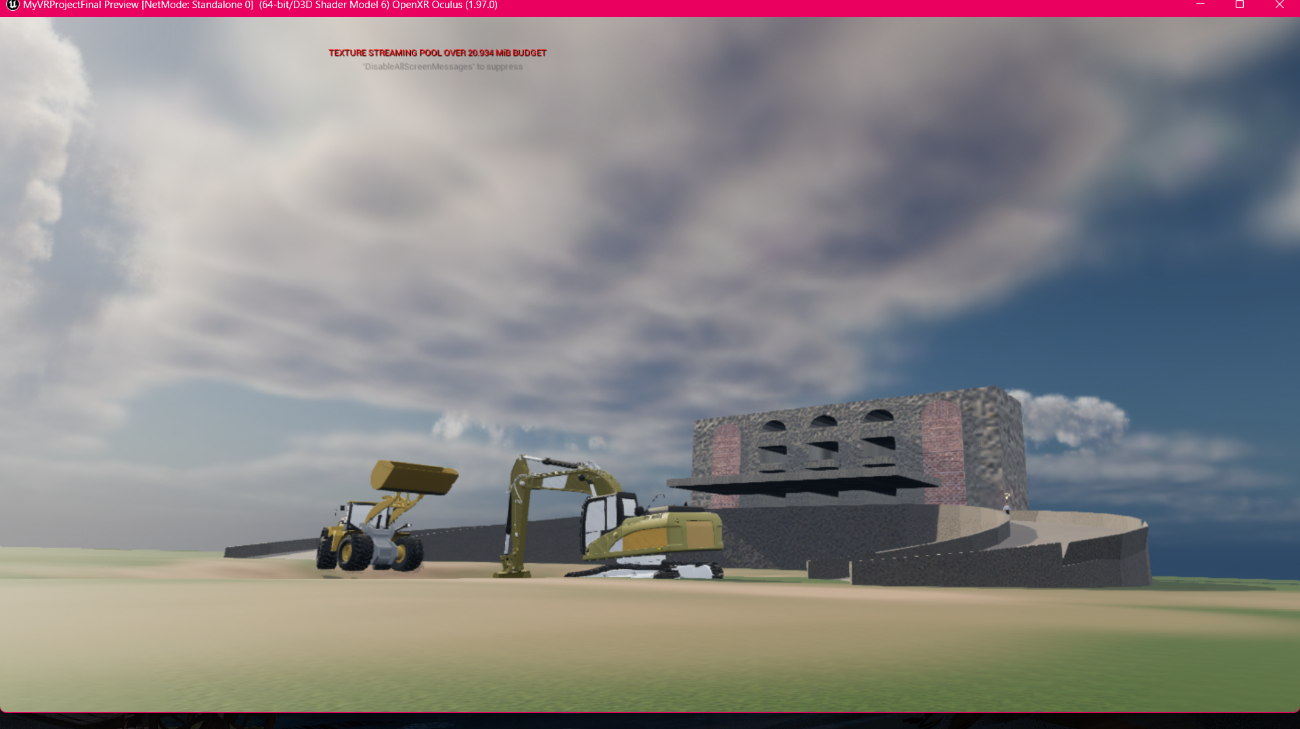 MyVRProjectFinal Preview [NetMode: Standalone 0] (64-bit/D3D Shader Model 6) OpenXR Oculus (1.97.0)
TEXTURE STREAMING POOL OVER 20.934 MiB BUDGET
'DisableAllScreenMessages' to suppress